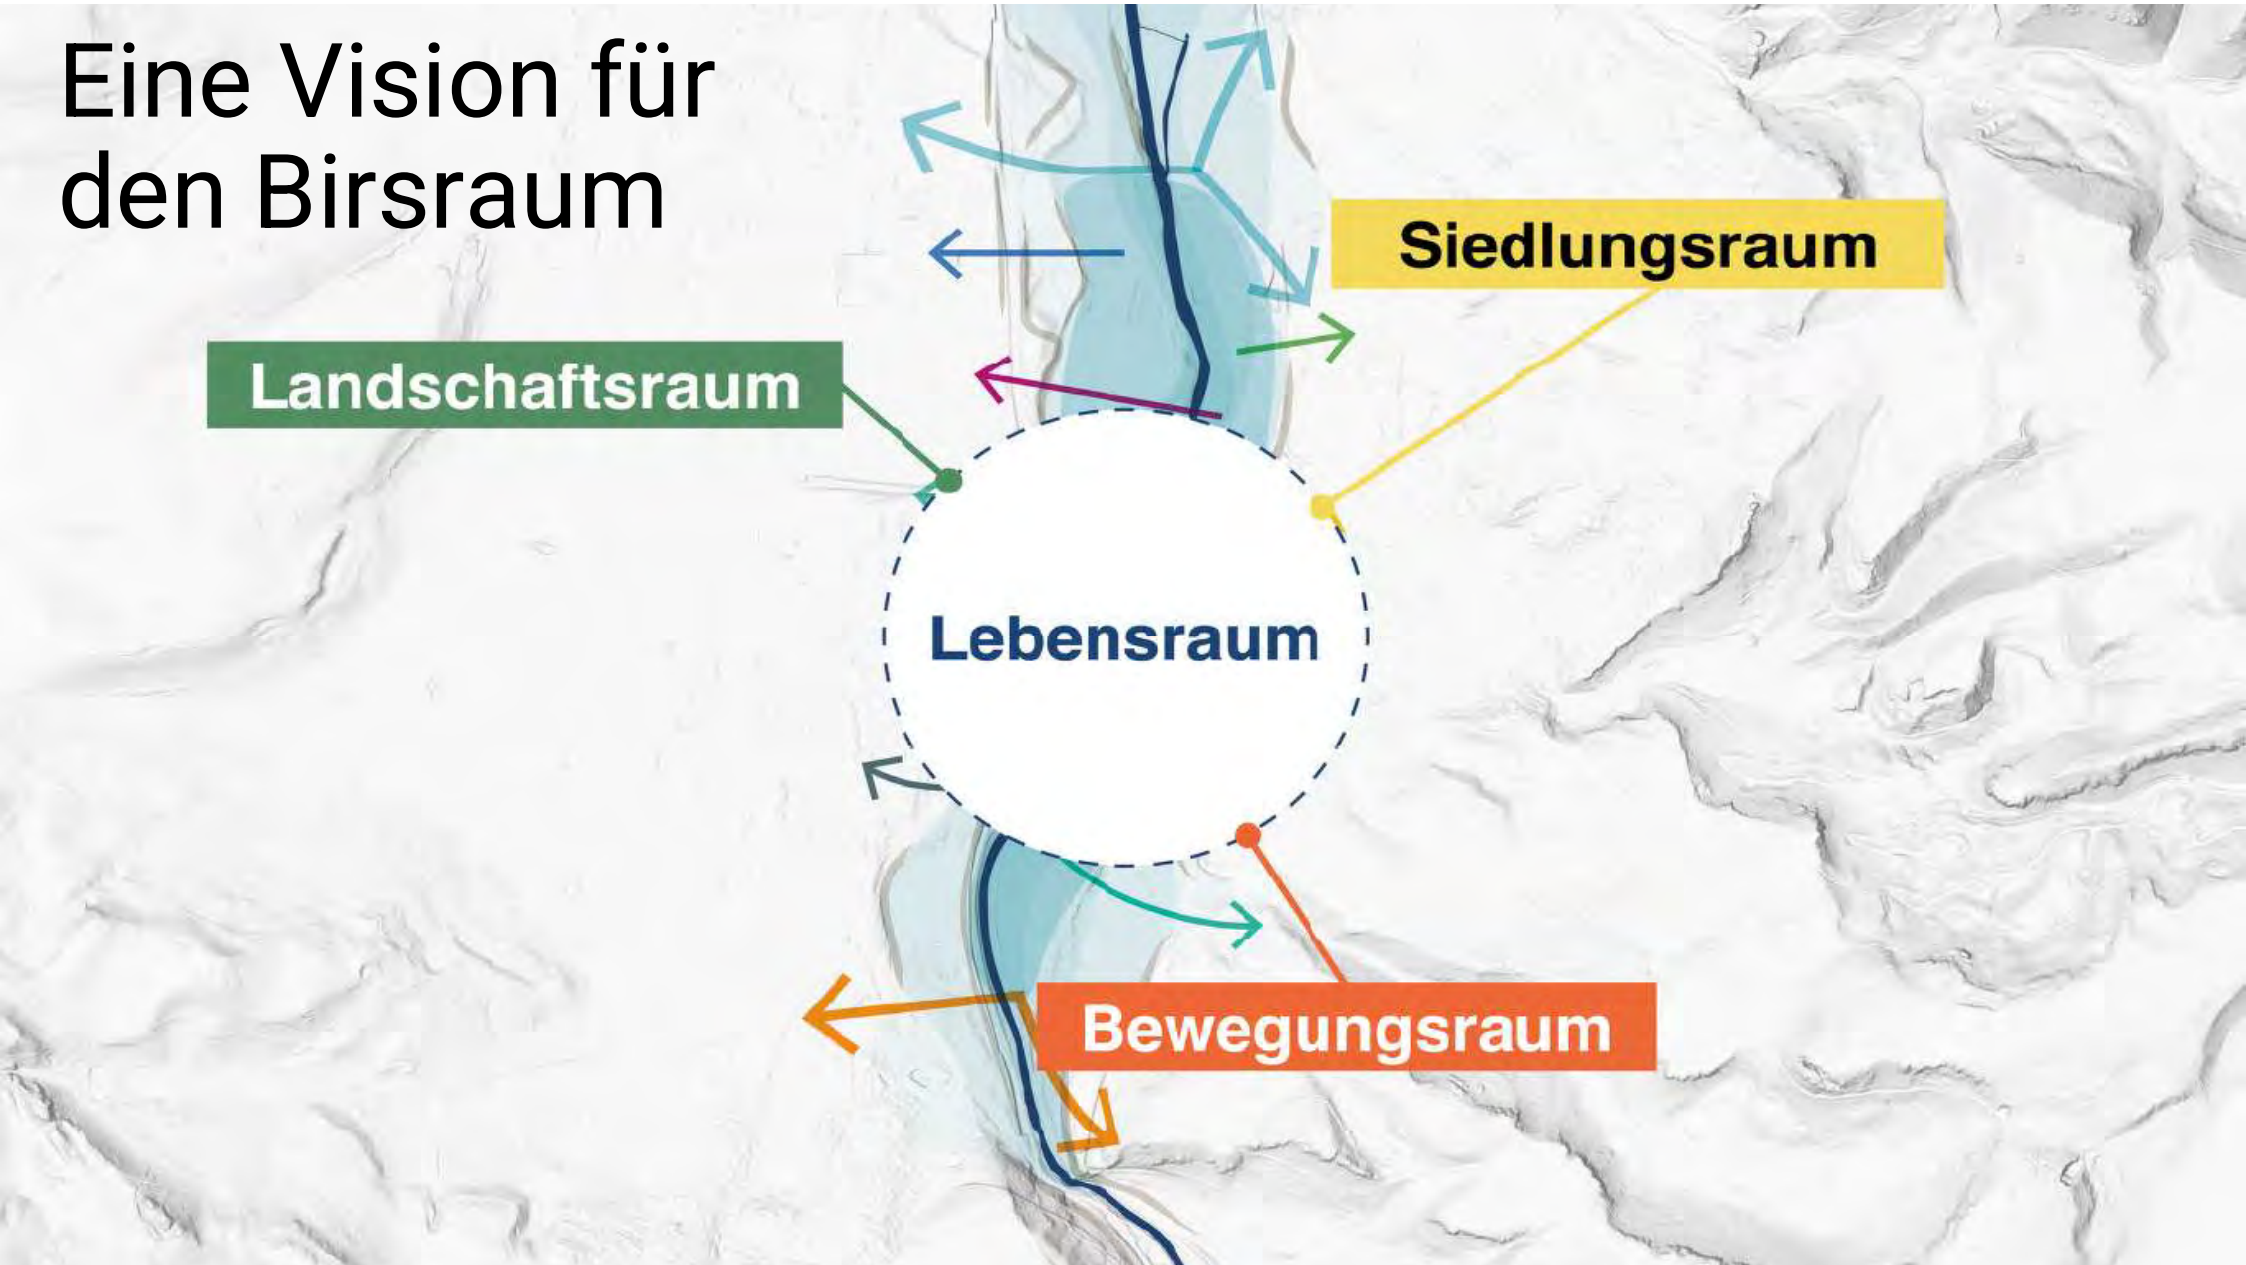 Eine Vision für
den Birsraum
Siedlungsraum
Landschaftsraum
Lebensraum
Bewegungsraum